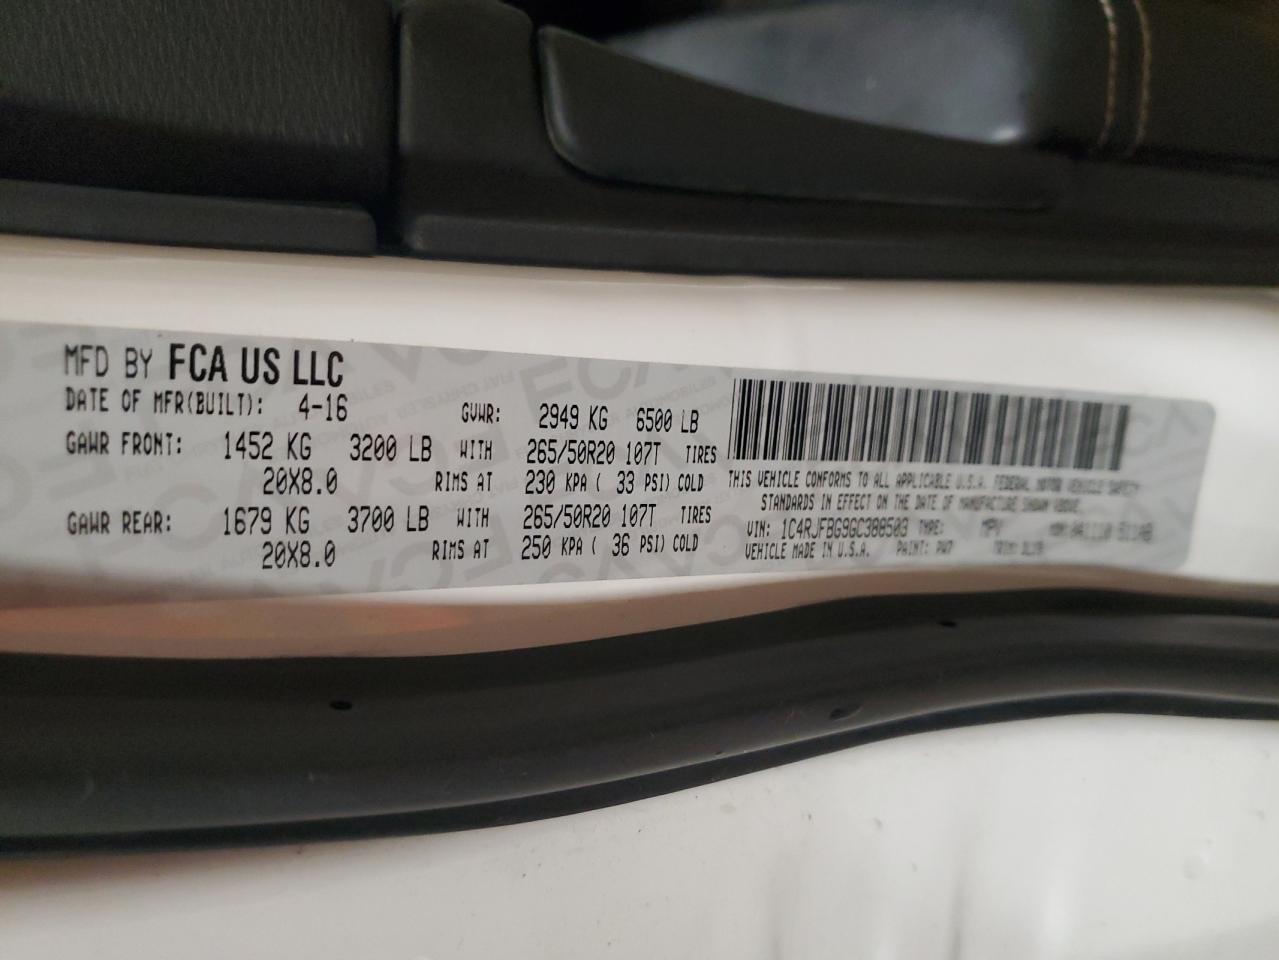 MFD BY FCA US LLC
DATE OF MFR(BUILT): 4-16 GVWR: 2949 KG 6500 LB
GAWR FRONT: 1452 KG 3200 LB WITH 265/50R20 107T TIRES
20X8.0 RIMS AT 230 KPA ( 33 PSI) COLD
GAWR REAR: 1679 KG 3700 LB WITH 265/50R20 107T TIRES
20X8.0 RIMS AT 250 KPA ( 36 PSI) COLD
THIS VEHICLE CONFORMS TO ALL APPLICABLE U.S.A. FEDERAL MOTOR VEHICLE SAFETY
STANDARDS IN EFFECT ON THE DATE OF MANUFACTURE SHOWN ABOVE.
VIN: 1C4RJFBG9GC388503 TYPE: MPV
VEHICLE MADE IN U.S.A. PAINT: PW7